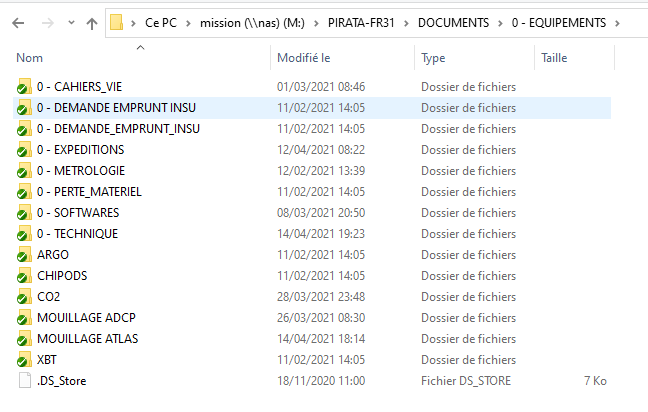 Ce PC > mission (\\nas) (M:) > PIRATA-FR31 > DOCUMENTS > 0 - EQUIPEMENTS >
Nom Modifié le Type Taille
0 - CAHIERS_VIE 01/03/2021 08:46 Dossier de fichiers
0 - DEMANDE EMPRUNT INSU 11/02/2021 14:05 Dossier de fichiers
0 - DEMANDE_EMPRUNT_INSU 11/02/2021 14:05 Dossier de fichiers
0 - EXPEDITIONS 12/04/2021 08:22 Dossier de fichiers
0 - METROLOGIE 12/02/2021 13:39 Dossier de fichiers
0 - PERTE_MATERIEL 11/02/2021 14:05 Dossier de fichiers
0 - SOFTWARES 08/03/2021 20:50 Dossier de fichiers
0 - TECHNIQUE 14/04/2021 19:23 Dossier de fichiers
ARGO 11/02/2021 14:05 Dossier de fichiers
CHIPODS 11/02/2021 14:05 Dossier de fichiers
CO2 28/03/2021 23:48 Dossier de fichiers
MOUILLAGE ADCP 26/03/2021 08:30 Dossier de fichiers
MOUILLAGE ATLAS 14/04/2021 18:14 Dossier de fichiers
XBT 11/02/2021 14:05 Dossier de fichiers
.DS_Store 18/11/2020 11:00 Fichier DS_STORE 7 Ko